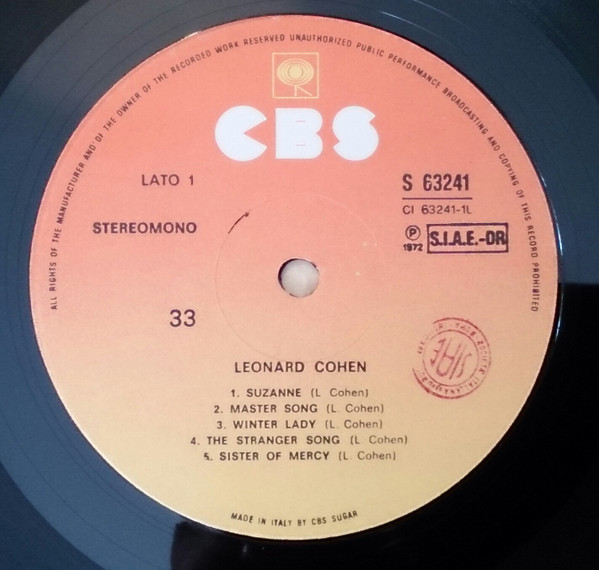 ALL RIGHTS OF THE MANUFACTURER AND OF THE OWNER OF THE RECORDED WORK RESERVED UNAUTHORIZED PUBLIC PERFORMANCE BROADCASTING AND COPYING OF THIS RECORD PROHIBITED
CBS
LATO 1
S 63241
CI 63241-1L
STEREOMONO
℗
1972
S.I.A.E.-OR
33
SIAE
LEONARD COHEN
1. SUZANNE (L Cohen)
2. MASTER SONG (L. Cohen)
3. WINTER LADY (L. Cohen)
4. THE STRANGER SONG (L. Cohen)
5. SISTER OF MERCY (L. Cohen)
MADE IN ITALY BY CBS SUGAR